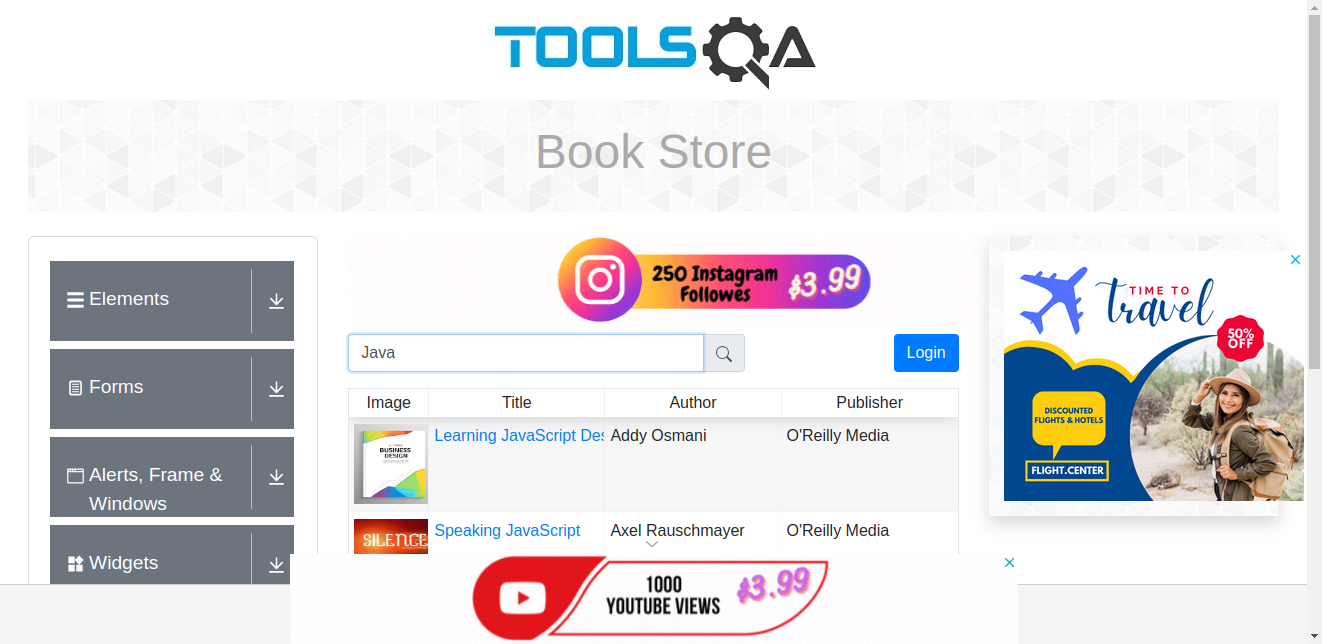 TOOLSQA
Book Store
Elements
Forms
Alerts, Frame &
Windows
Widgets
250 Instagram
Followes
$3.99
Java
Login
Image Title Author Publisher
BUSINESS
DESIGN
Learning JavaScript Des Addy Osmani O'Reilly Media
SILENCE
Speaking JavaScript Axel Rauschmayer O'Reilly Media
TIME TO
travel
50%
OFF
DISCOUNTED
FLIGHTS & HOTELS
FLIGHT.CENTER
1000
YOUTUBE VIEWS
$3.99